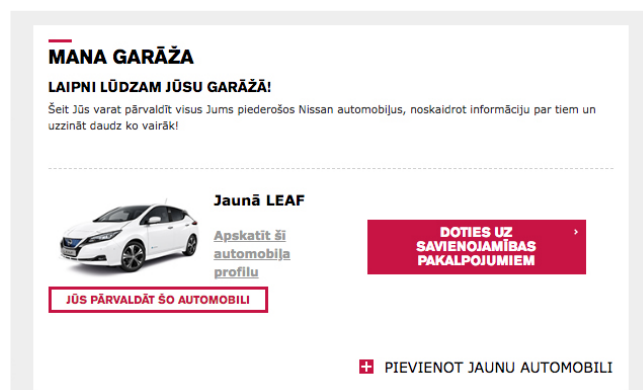 MANA GARĀŽA
LAIPNI LŪDZAM JŪSU GARĀŽĀ!
Šeit Jūs varat pārvaldīt visus Jums piederošos Nissan automobiļus, noskaidrot informāciju par tiem un
uzzināt daudz ko vairāk!
Jaunā LEAF
Apskatīt šī
automobiļa
profilu
DOTIES UZ
SAVIENOJAMĪBAS
PAKALPOJUMIEM
JŪS PĀRVALDĀT ŠO AUTOMOBILI
PIEVIENOT JAUNU AUTOMOBILI